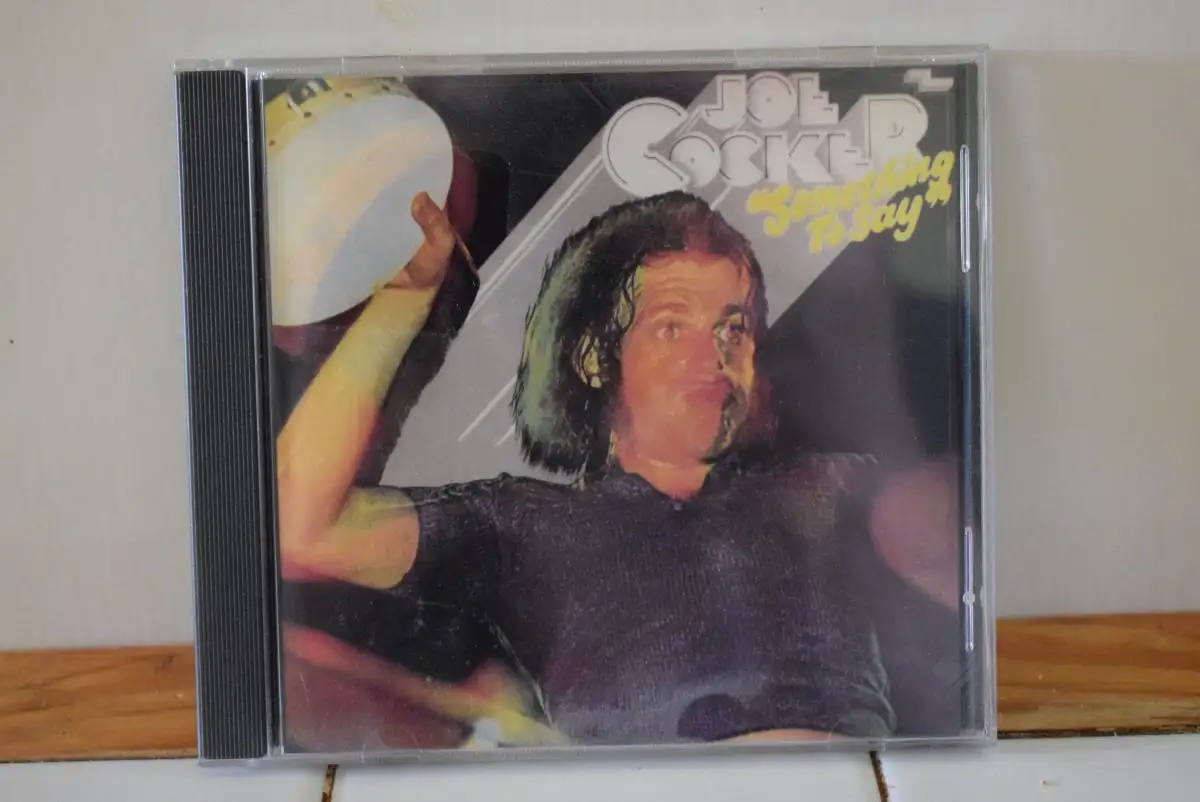 JOE
COCKER
"Something
To Say"